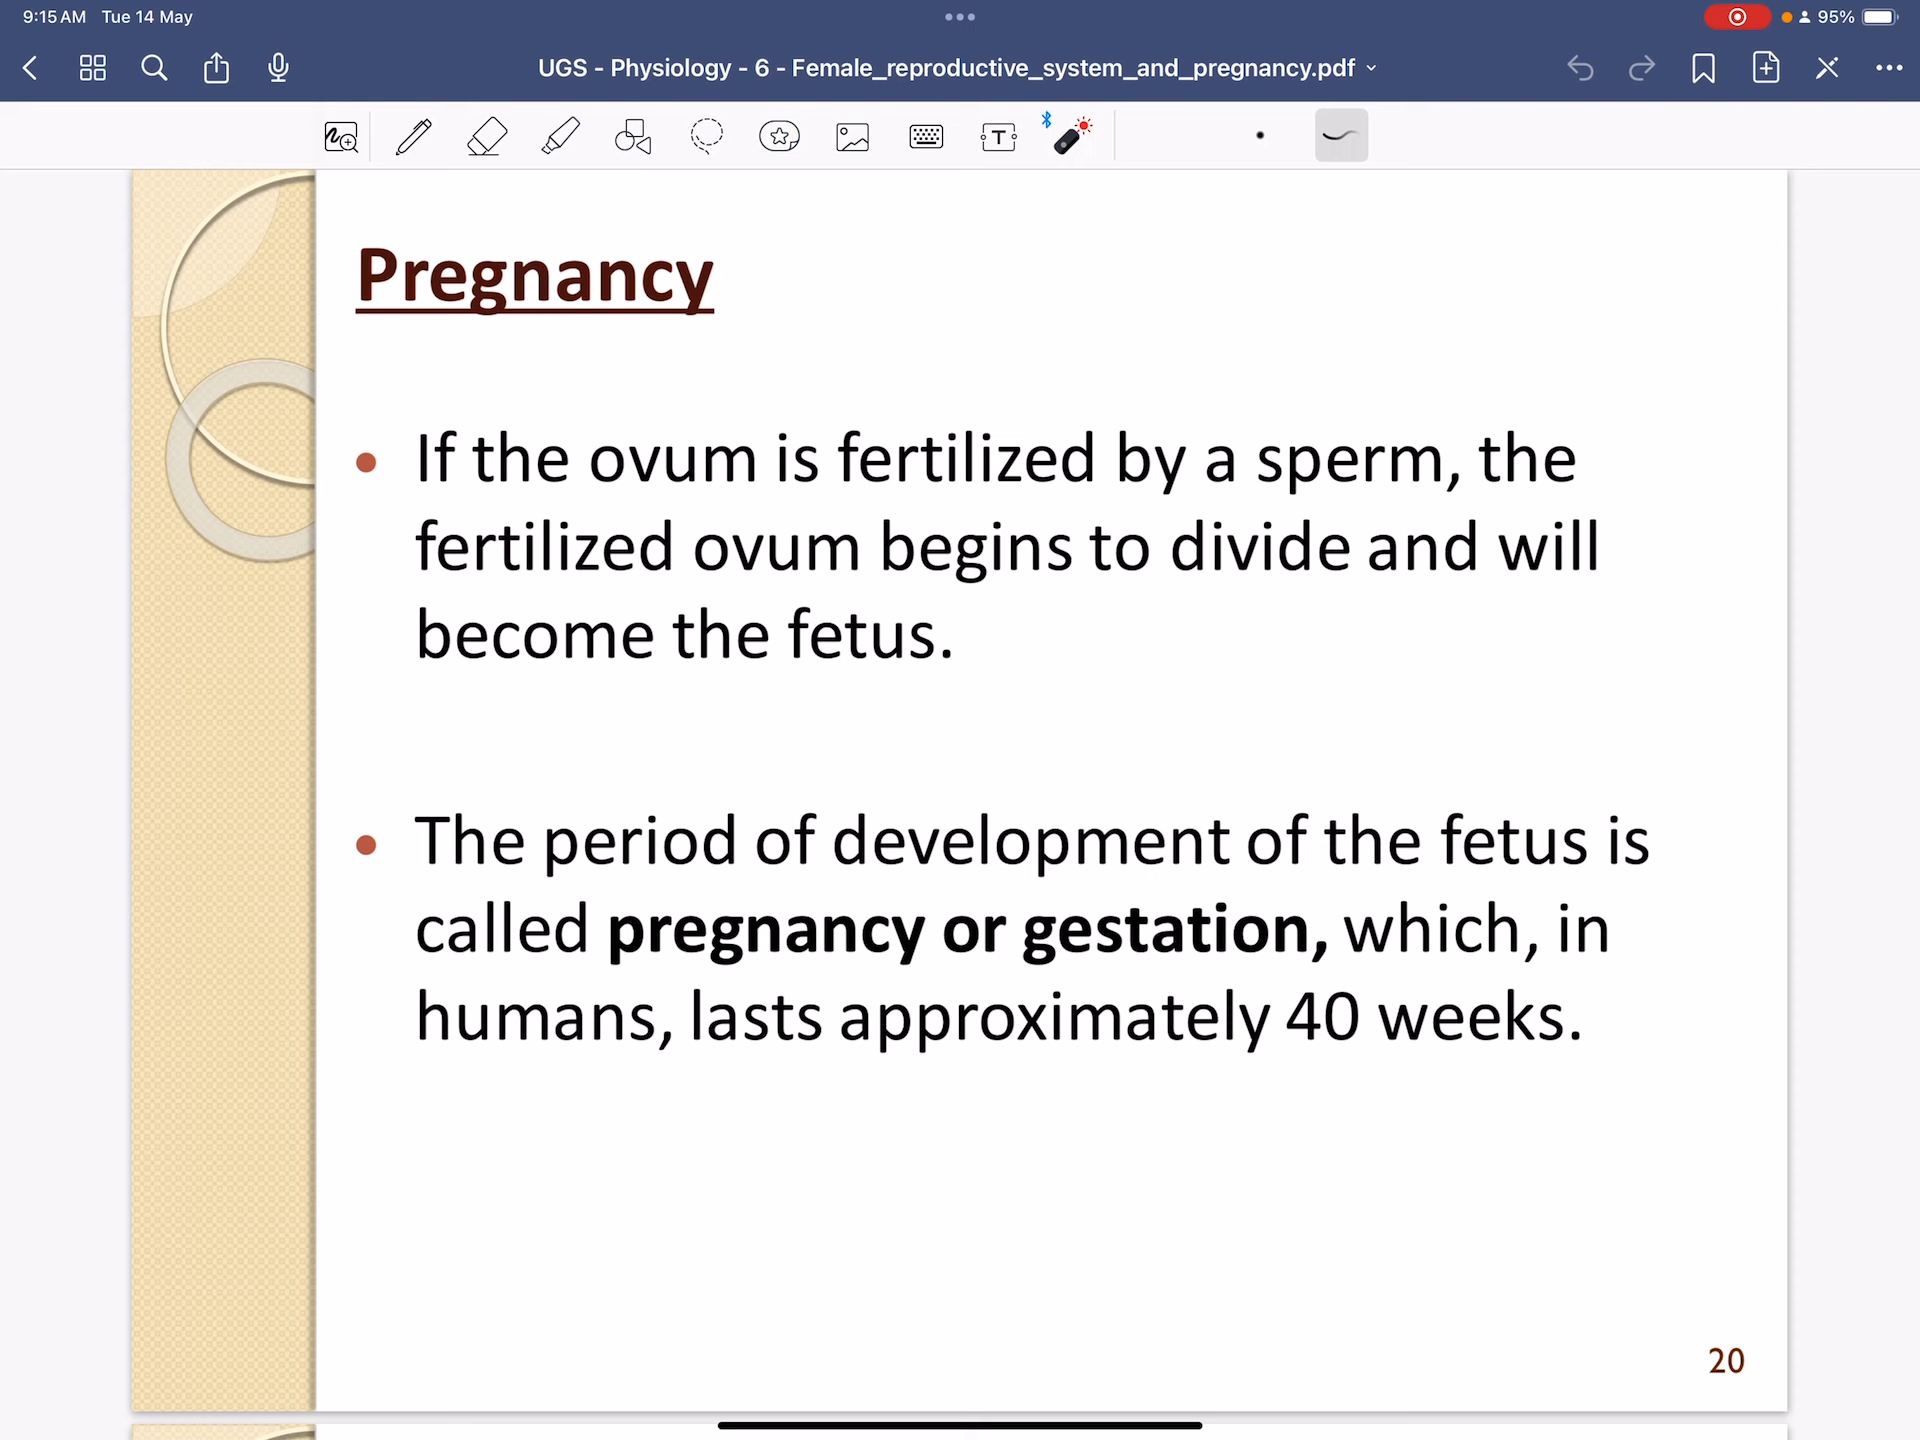 9:15 AM Tue 14 May
95%
UGS - Physiology - 6 - Female_reproductive_system_and_pregnancy.pdf
T
Pregnancy
If the ovum is fertilized by a sperm, the
fertilized ovum begins to divide and will
become the fetus.
The period of development of the fetus is
called pregnancy or gestation, which, in
humans, lasts approximately 40 weeks.
20